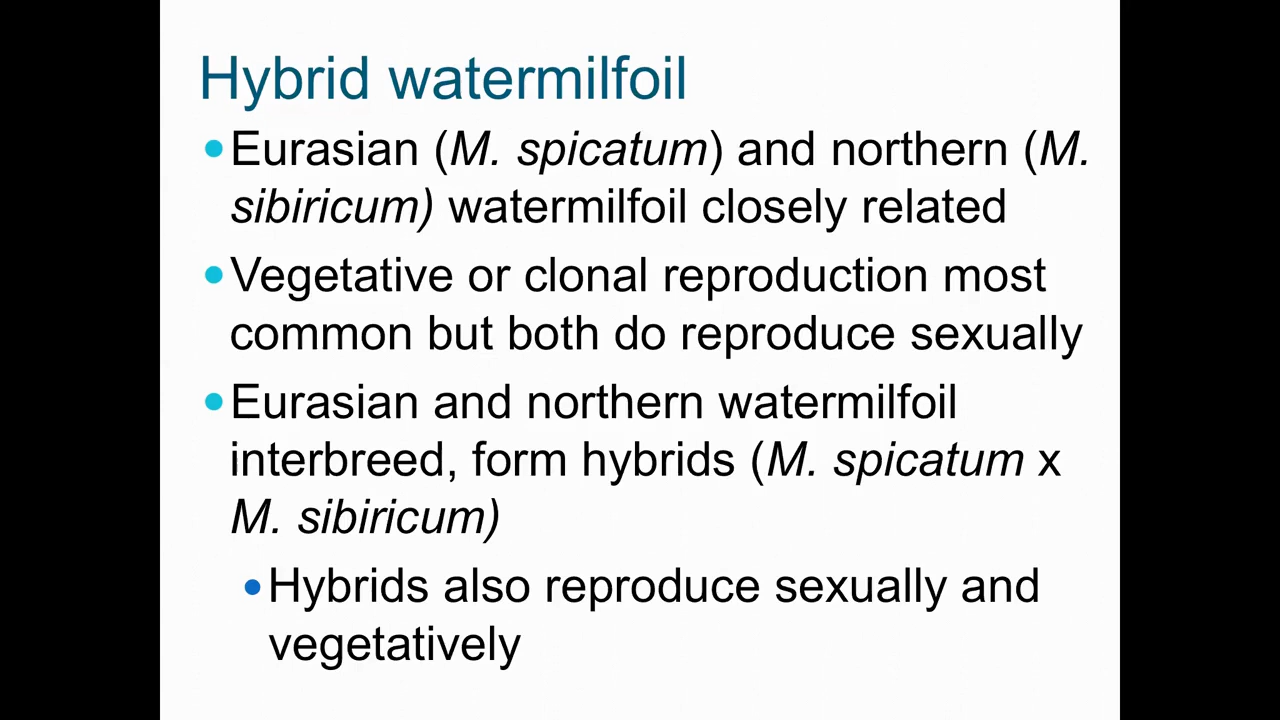 Hybrid watermilfoil
•Eurasian (M. spicatum) and northern (M.
sibiricum) watermilfoil closely related
•Vegetative or clonal reproduction most
common but both do reproduce sexually
•Eurasian and northern watermilfoil
interbreed, form hybrids (M. spicatum x
M. sibiricum)
•Hybrids also reproduce sexually and
vegetatively